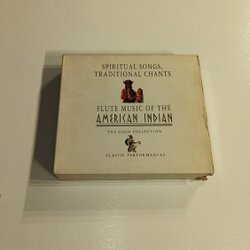 SPIRITUAL SONGS,
TRADITIONAL CHANTS
FLUTE MUSIC OF THE
AMERICAN INDIAN
THE GOLD COLLECTION
CLASSIC PERFORMANCES